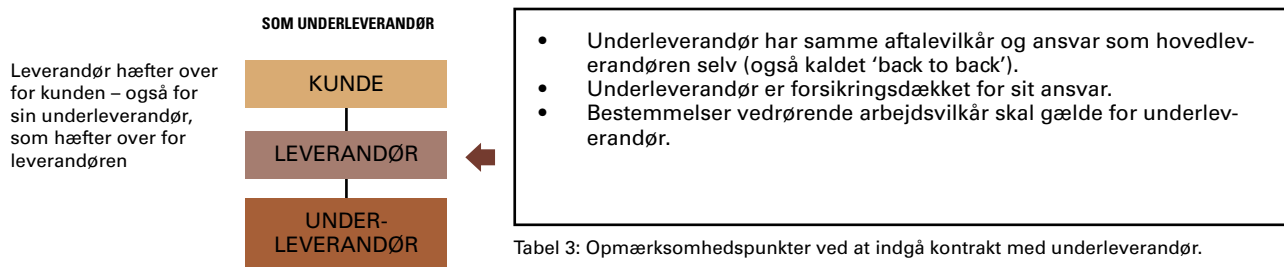 SOM UNDERLEVERANDØR
Leverandør hæfter over
for kunden – også for
sin underleverandør,
som hæfter over for
leverandøren
KUNDE
LEVERANDØR
UNDER-
LEVERANDØR
• Underleverandør har samme aftalevilkår og ansvar som hovedlev-
erandøren selv (også kaldet 'back to back').
• Underleverandør er forsikringsdækket for sit ansvar.
• Bestemmelser vedrørende arbejdsvilkår skal gælde for underlev-
erandør.
Tabel 3: Opmærksomhedspunkter ved at indgå kontrakt med underleverandør.